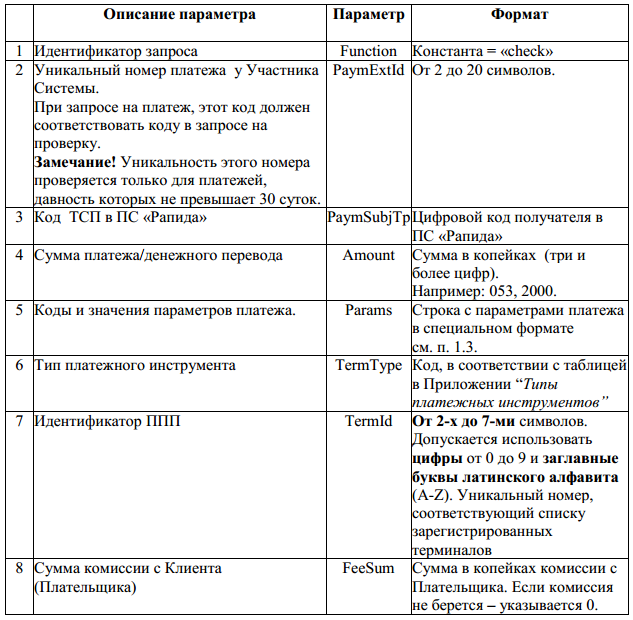 Описание параметра Параметр Формат
1 Идентификатор запроса Function Константа = «check»
2 Уникальный номер платежа у Участника PaymExtId От 2 до 20 символов.
Системы.
При запросе на платеж, этот код должен
соответствовать коду в запросе на
проверку.
Замечание! Уникальность этого номера
проверяется только для платежей,
давность которых не превышает 30 суток.
3 Код ТСП в ПС «Рапида» PaymSubjTp Цифровой код получателя в
ПС «Рапида»
4 Сумма платежа/денежного перевода Amount Сумма в копейках (три и
более цифр).
Например: 053, 2000.
5 Коды и значения параметров платежа. Params Строка с параметрами платежа
в специальном формате
см. п. 1.3.
6 Тип платежного инструмента TermType Код, в соответствии с таблицей
в Приложении “Типы
платежных инструментов”
7 Идентификатор ППП TermId От 2-х до 7-ми символов.
Допускается использовать
цифры от 0 до 9 и заглавные
буквы латинского алфавита
(A-Z). Уникальный номер,
соответствующий списку
зарегистрированных
терминалов
8 Сумма комиссии с Клиента FeeSum Сумма в копейках комиссии с
(Плательщика) Плательщика. Если комиссия
не берется – указывается 0.